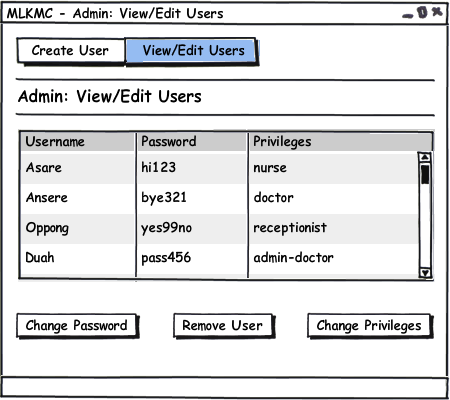 MLKMC - Admin: View/Edit Users
Create User View/Edit Users
Admin: View/Edit Users
Username Password Privileges
Asare hi123 nurse
Ansere bye321 doctor
Oppong yes99no receptionist
Duah pass456 admin-doctor
Change Password Remove User Change Privileges